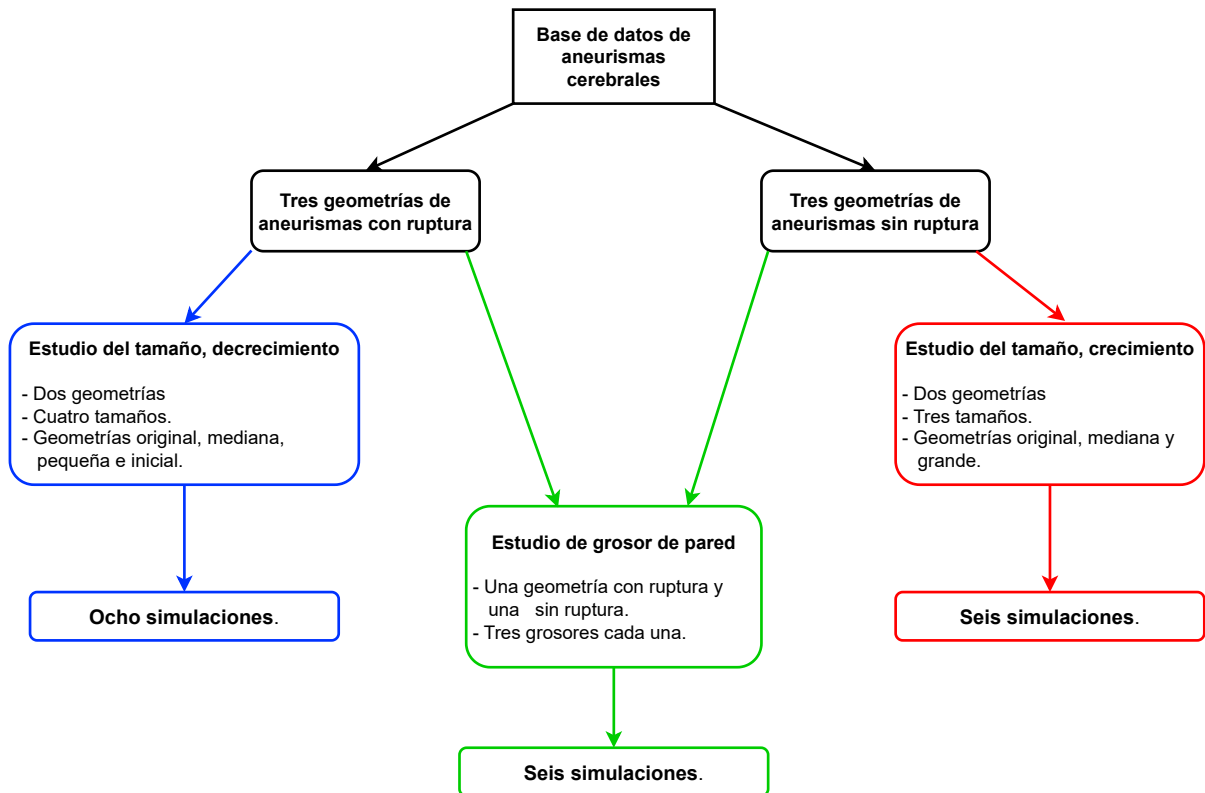 Base de datos de
aneurismas
cerebrales
Tres geometrías de
aneurismas con ruptura
Tres geometrías de
aneurismas sin ruptura
Estudio del tamaño, decrecimiento
- Dos geometrías
- Cuatro tamaños.
- Geometrías original, mediana,
pequeña e inicial.
Estudio del tamaño, crecimiento
- Dos geometrías
- Tres tamaños.
- Geometrías original, mediana y
grande.
Estudio de grosor de pared
- Una geometría con ruptura y
una sin ruptura.
- Tres grosores cada una.
Ocho simulaciones.
Seis simulaciones.
Seis simulaciones.